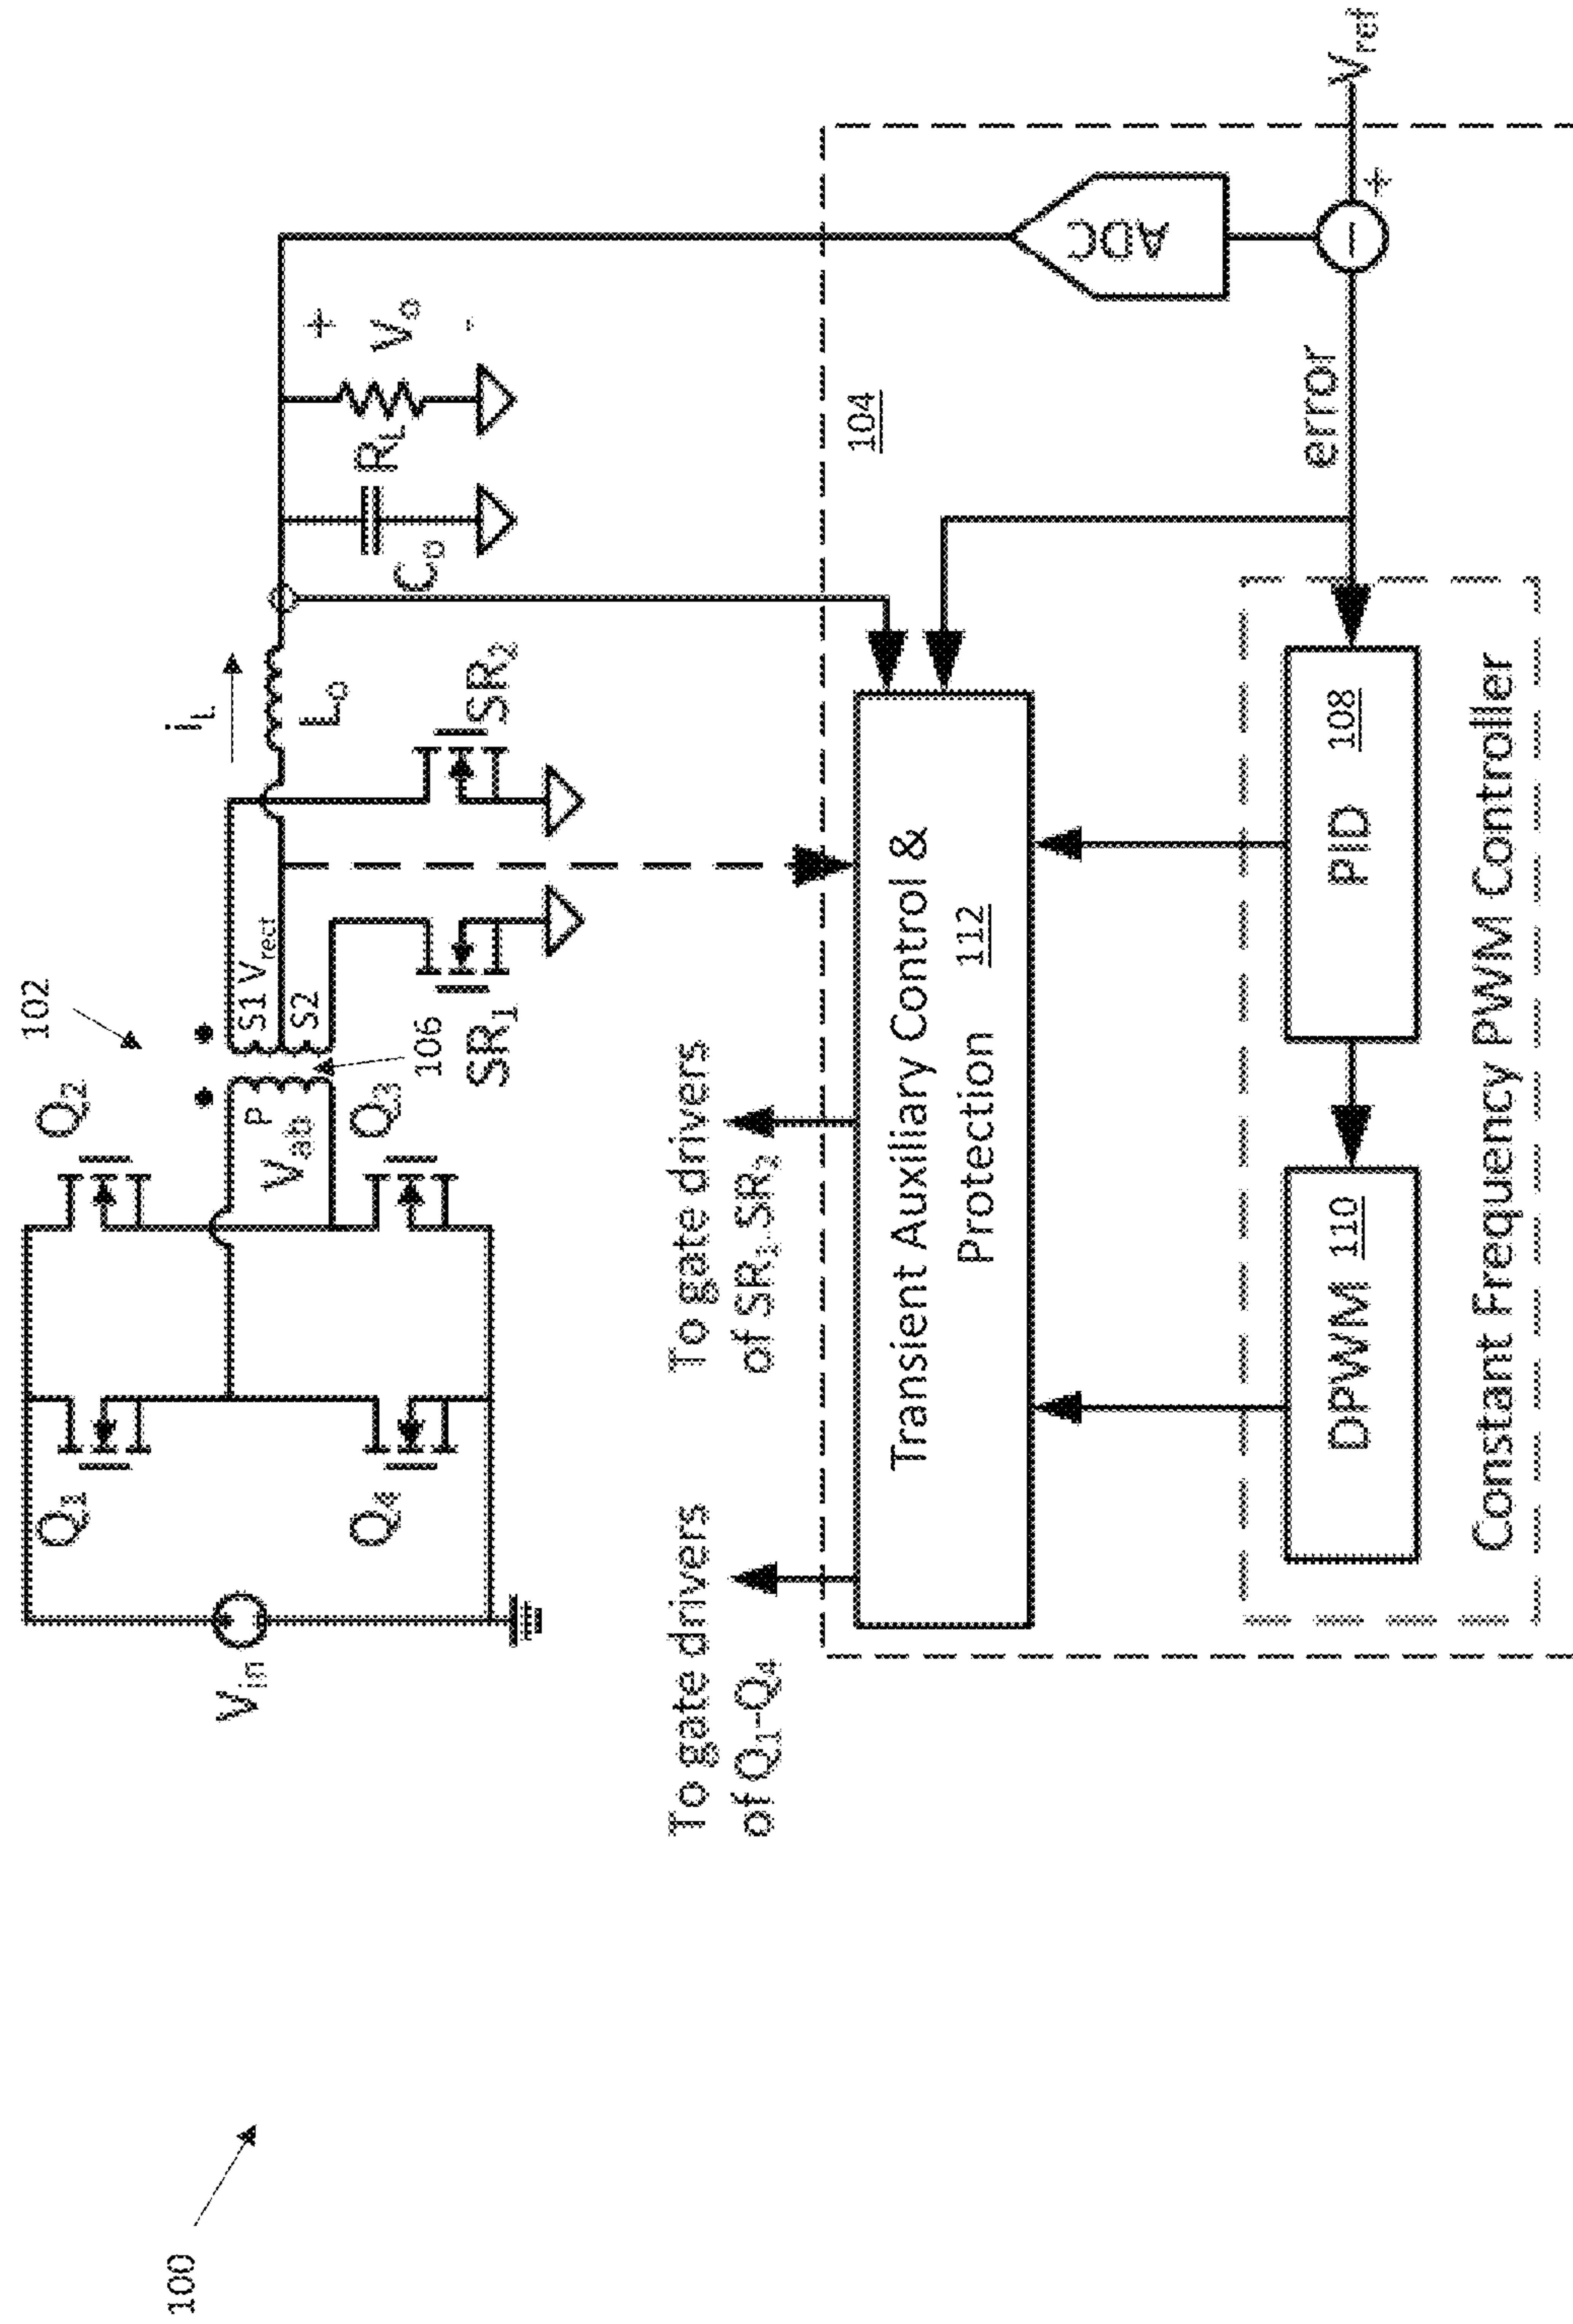 100
102
V_in
Q_1
Q_2
Q_4
Q_3
P
V_ab
S1 V_rect
S2
106
SR_1
SR_2
i_L
L_o
C_o
R_L
+
V_o
-
To gate drivers
of Q_1-Q_4
To gate drivers
of SR_1, SR_2
104
Transient Auxiliary Control &
Protection 112
ADC
DPWM 110
PID 108
error
−
+
V_ref
Constant Frequency PWM Controller